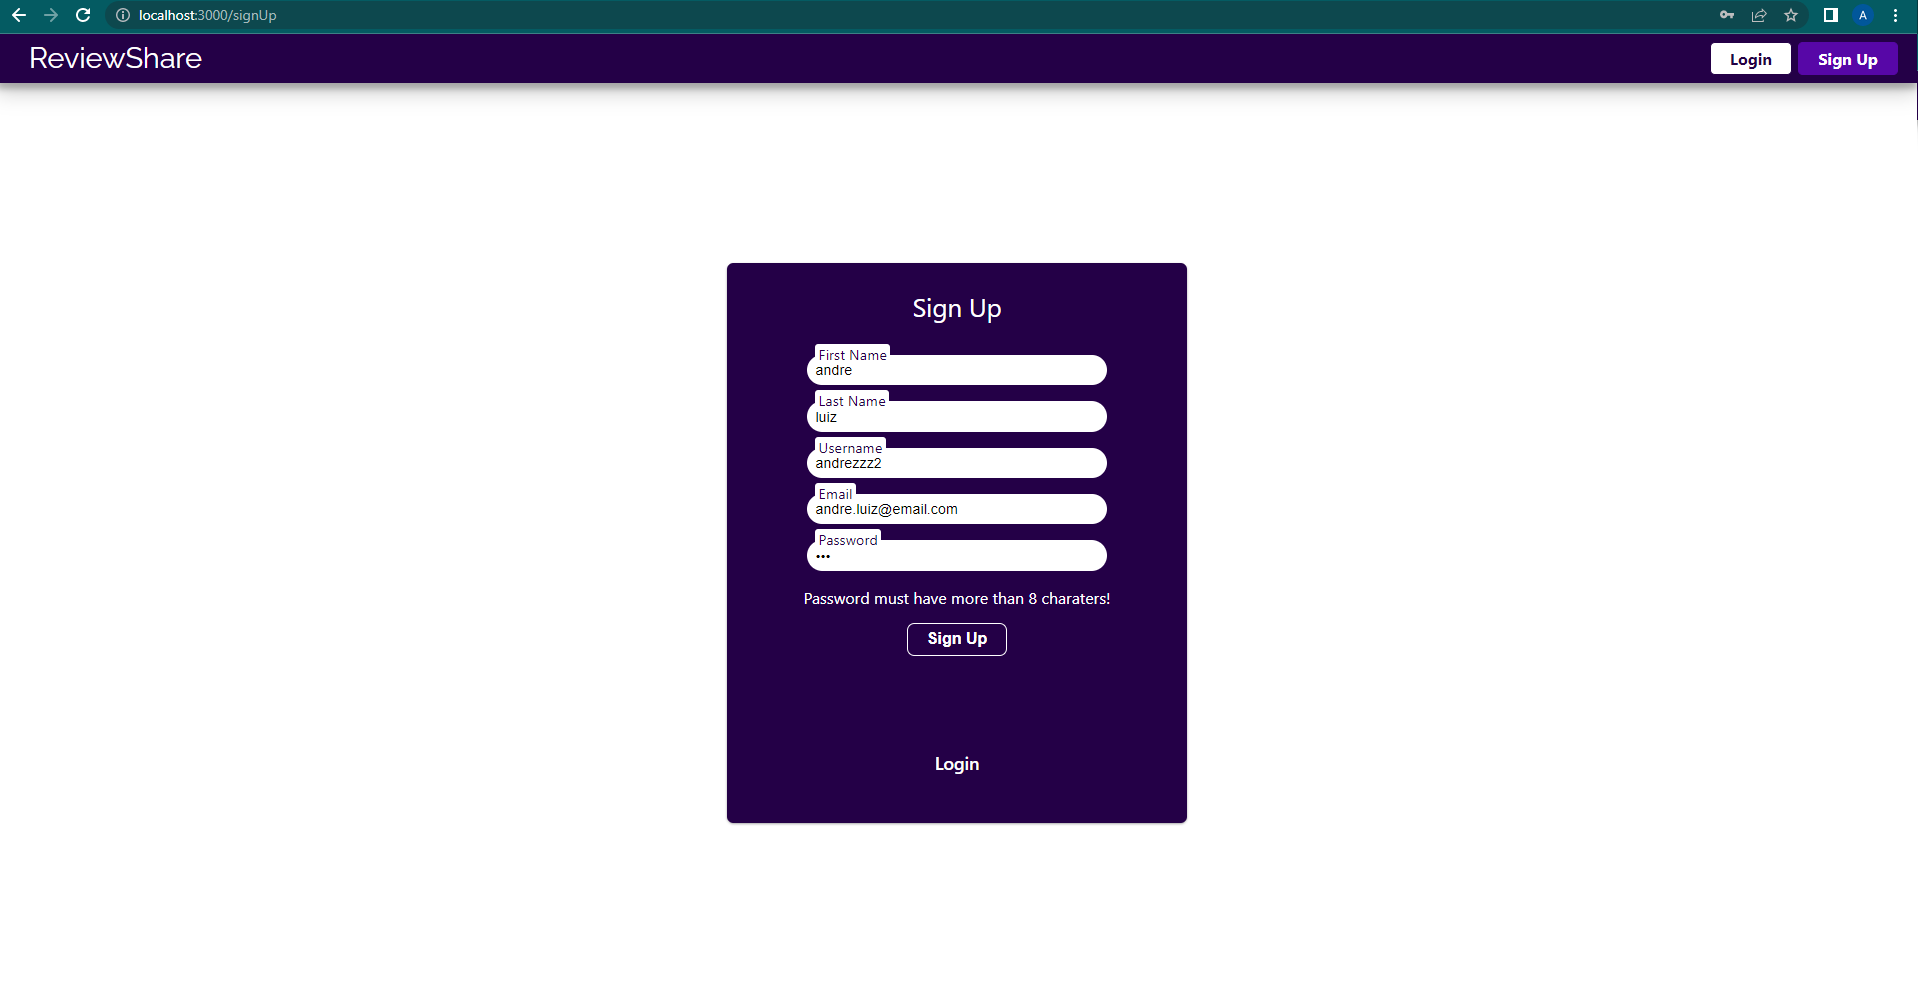 localhost:3000/signUp
A
ReviewShare
Login
Sign Up
Sign Up
First Name
andre
Last Name
luiz
Username
andrezzz2
Email
andre.luiz@email.com
Password
•••
Password must have more than 8 charaters!
Sign Up
Login